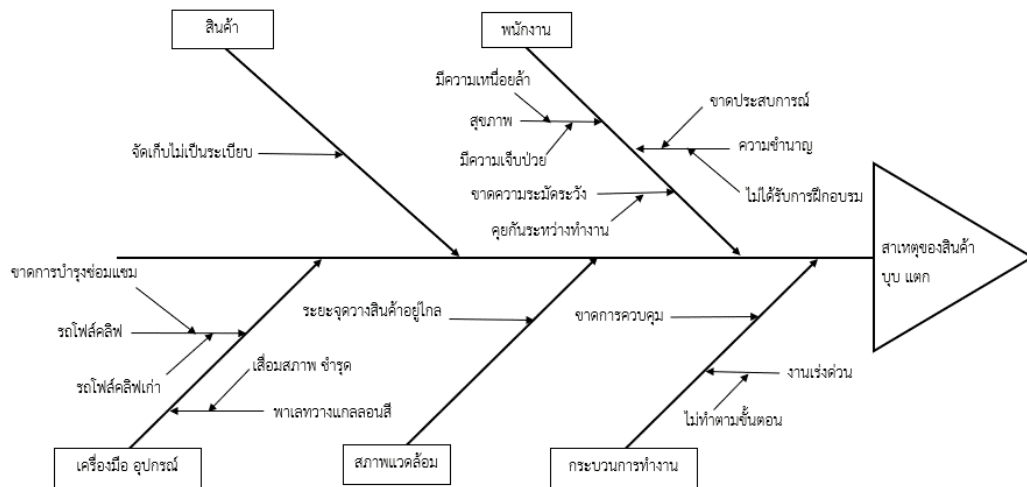 สินค้า
พนักงาน
มีความเหนื่อยล้า
ขาดประสบการณ์
สุขภาพ
ความชำนาญ
จัดเก็บไม่เป็นระเบียบ
มีความเจ็บป่วย
ไม่ได้รับการฝึกอบรม
ขาดความระมัดระวัง
คุยกันระหว่างทำงาน
สาเหตุของสินค้า
บุบ แตก
ขาดการบำรุงซ่อมแซม
ระยะจุดวางสินค้าอยู่ไกล
ขาดการควบคุม
รถโฟล์คลิฟ
เสื่อมสภาพ ชำรุด
งานเร่งด่วน
รถโฟล์คลิฟเก่า
พาเลทวางแกลลอนสี
ไม่ทำตามขั้นตอน
เครื่องมือ อุปกรณ์
สภาพแวดล้อม
กระบวนการทำงาน